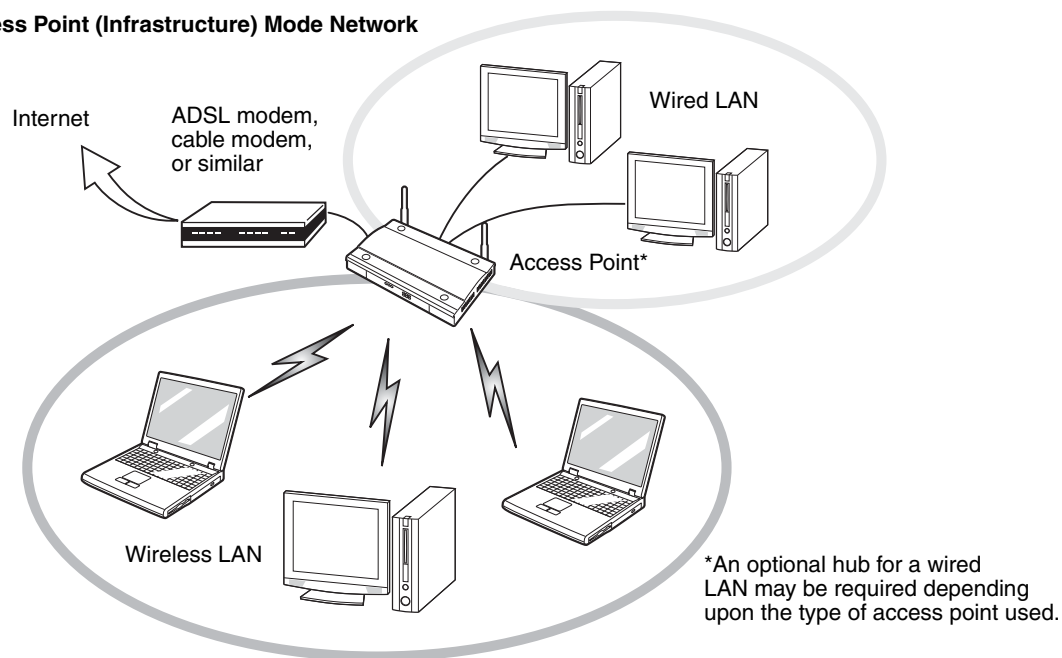 ess Point (Infrastructure) Mode Network
Internet
ADSL modem,
cable modem,
or similar
Wired LAN
Access Point*
Wireless LAN
*An optional hub for a wired
LAN may be required depending
upon the type of access point used.